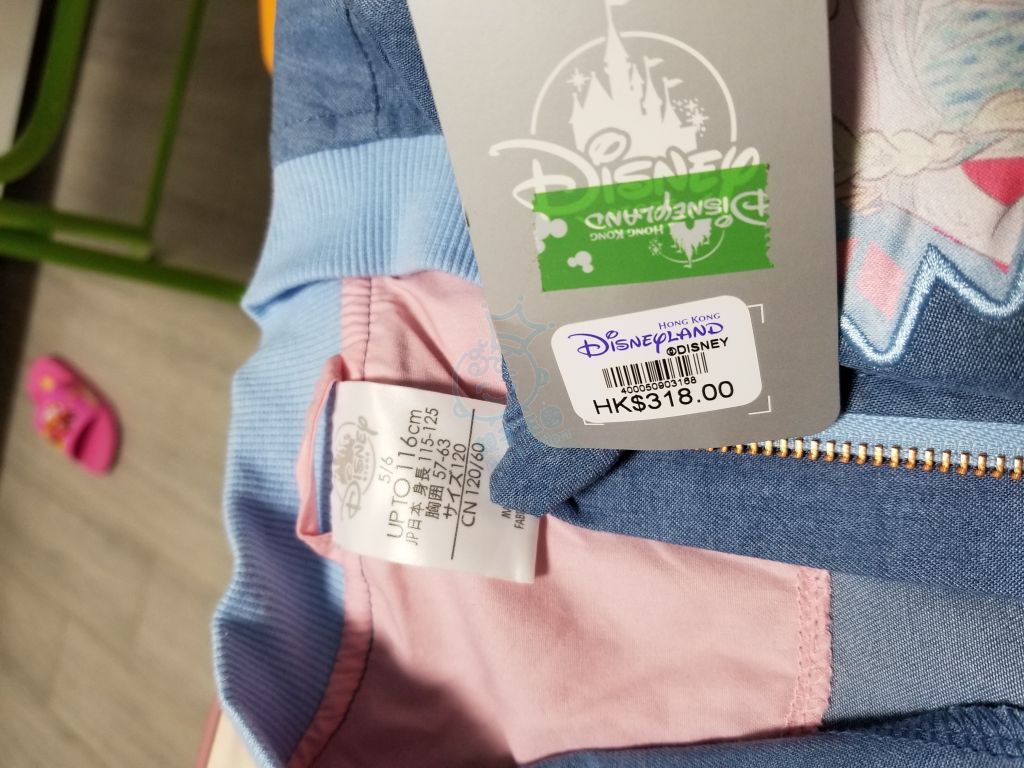 Disney
HONG KONG
DISNEYLAND
HONG KONG
DISNEYLAND
©DISNEY
400050903168
HK$318.00
Disney
5/6
UP TO 116cm
JP日本 身長 115-125
胸囲 57-63
サイズ120
CN 120/60
FAB